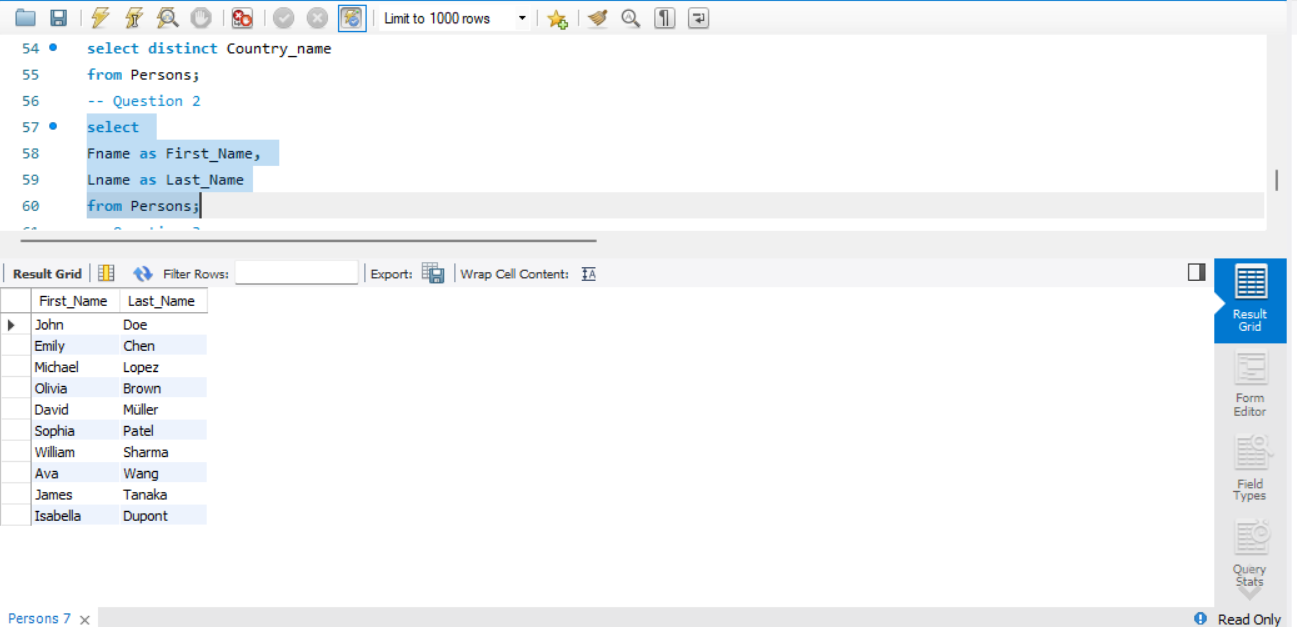 Limit to 1000 rows
54 select distinct Country_name
55 from Persons;
56 -- Question 2
57 select
58 Fname as First_Name,
59 Lname as Last_Name
60 from Persons;
Result Grid Filter Rows: Export: Wrap Cell Content:
First_Name Last_Name
John Doe
Emily Chen
Michael Lopez
Olivia Brown
David Müller
Sophia Patel
William Sharma
Ava Wang
James Tanaka
Isabella Dupont
Result
Grid
Form
Editor
Field
Types
Query
Stats
Persons 7
Read Only